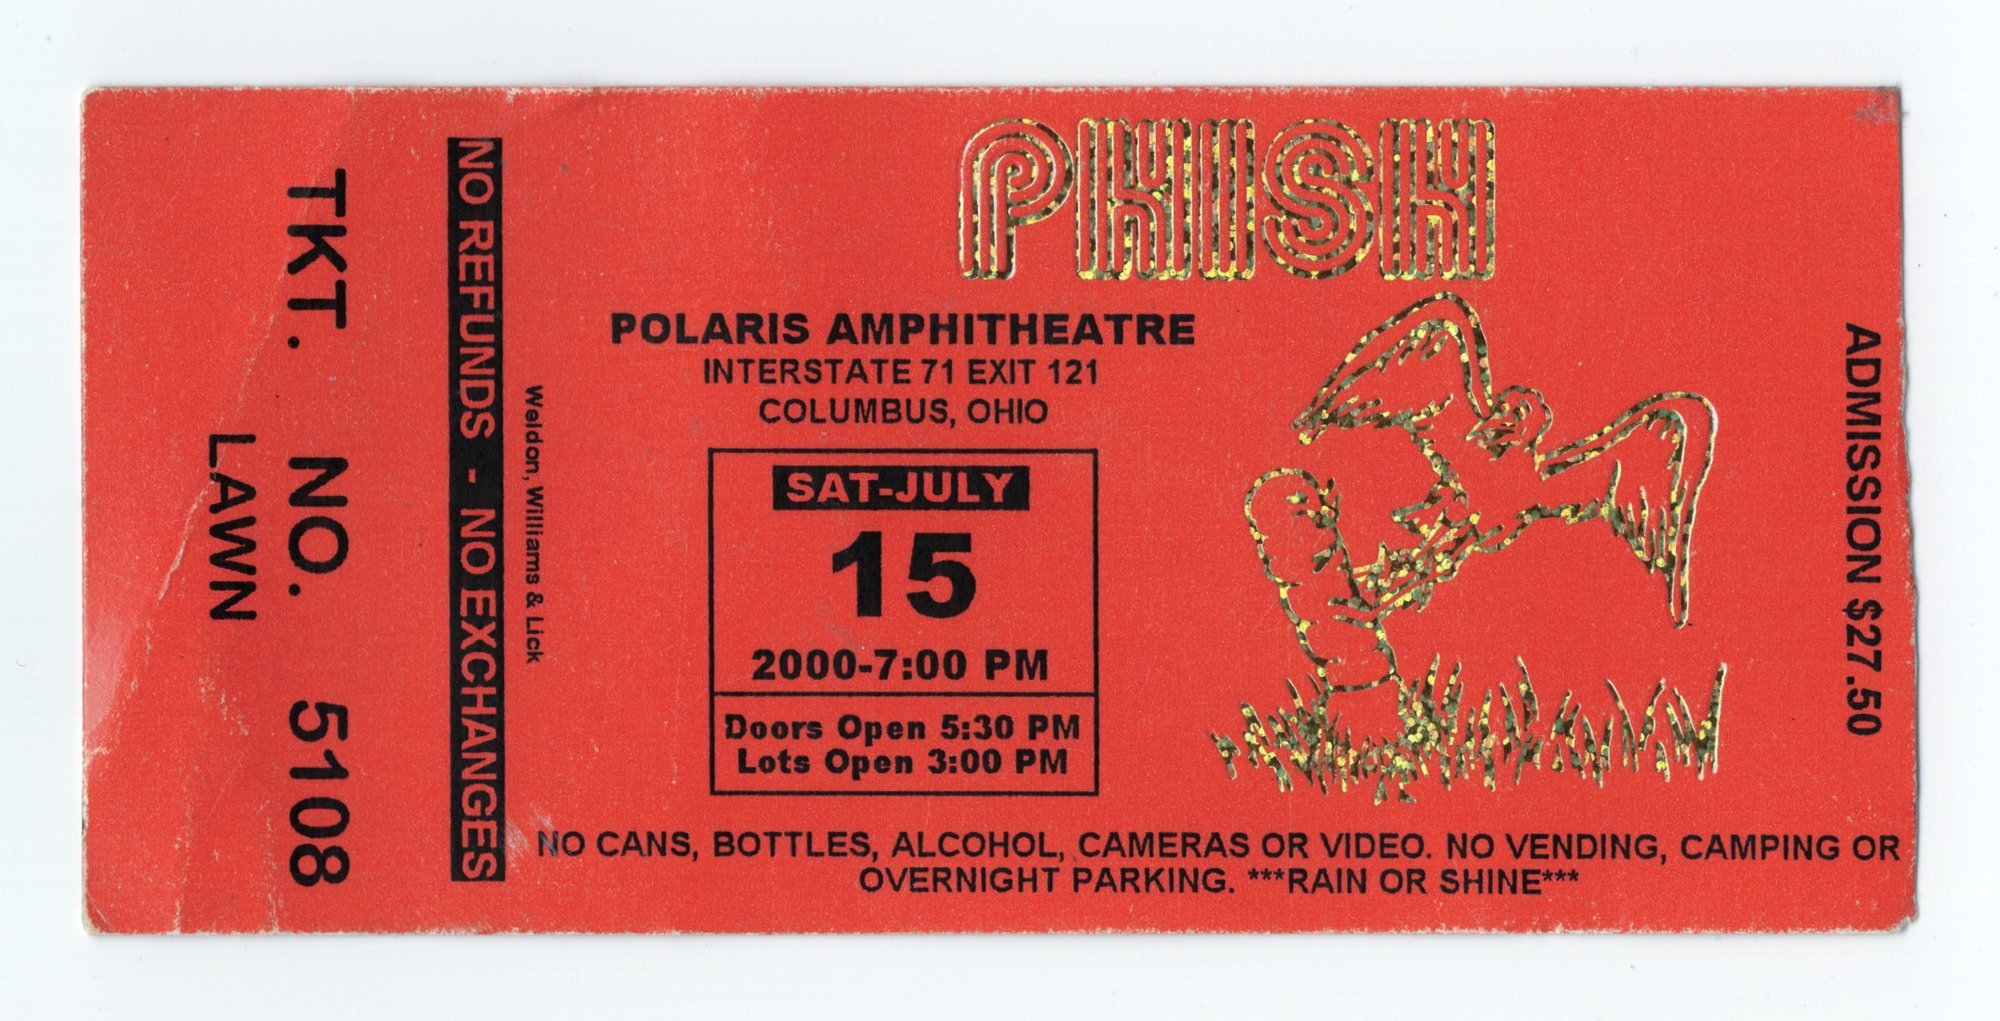 TKT. NO. 5108
LAWN
NO REFUNDS - NO EXCHANGES
Weldon, Williams & Lick
PHISH
POLARIS AMPHITHEATRE
INTERSTATE 71 EXIT 121
COLUMBUS, OHIO
SAT-JULY
15
2000-7:00 PM
Doors Open 5:30 PM
Lots Open 3:00 PM
NO CANS, BOTTLES, ALCOHOL, CAMERAS OR VIDEO. NO VENDING, CAMPING OR
OVERNIGHT PARKING. ***RAIN OR SHINE***
ADMISSION $27.50